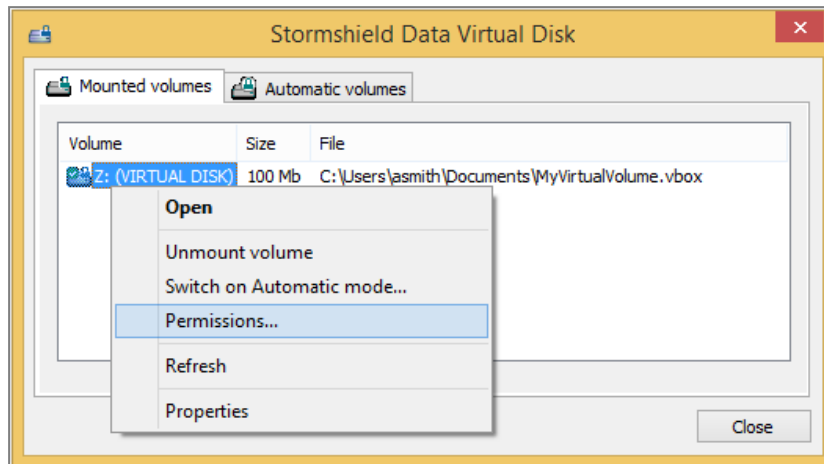 Stormshield Data Virtual Disk
Mounted volumes Automatic volumes
Volume Size File
Z: (VIRTUAL DISK) 100 Mb C:\Users\asmith\Documents\MyVirtualVolume.vbox
Open
Unmount volume
Switch on Automatic mode...
Permissions...
Refresh
Properties
Close